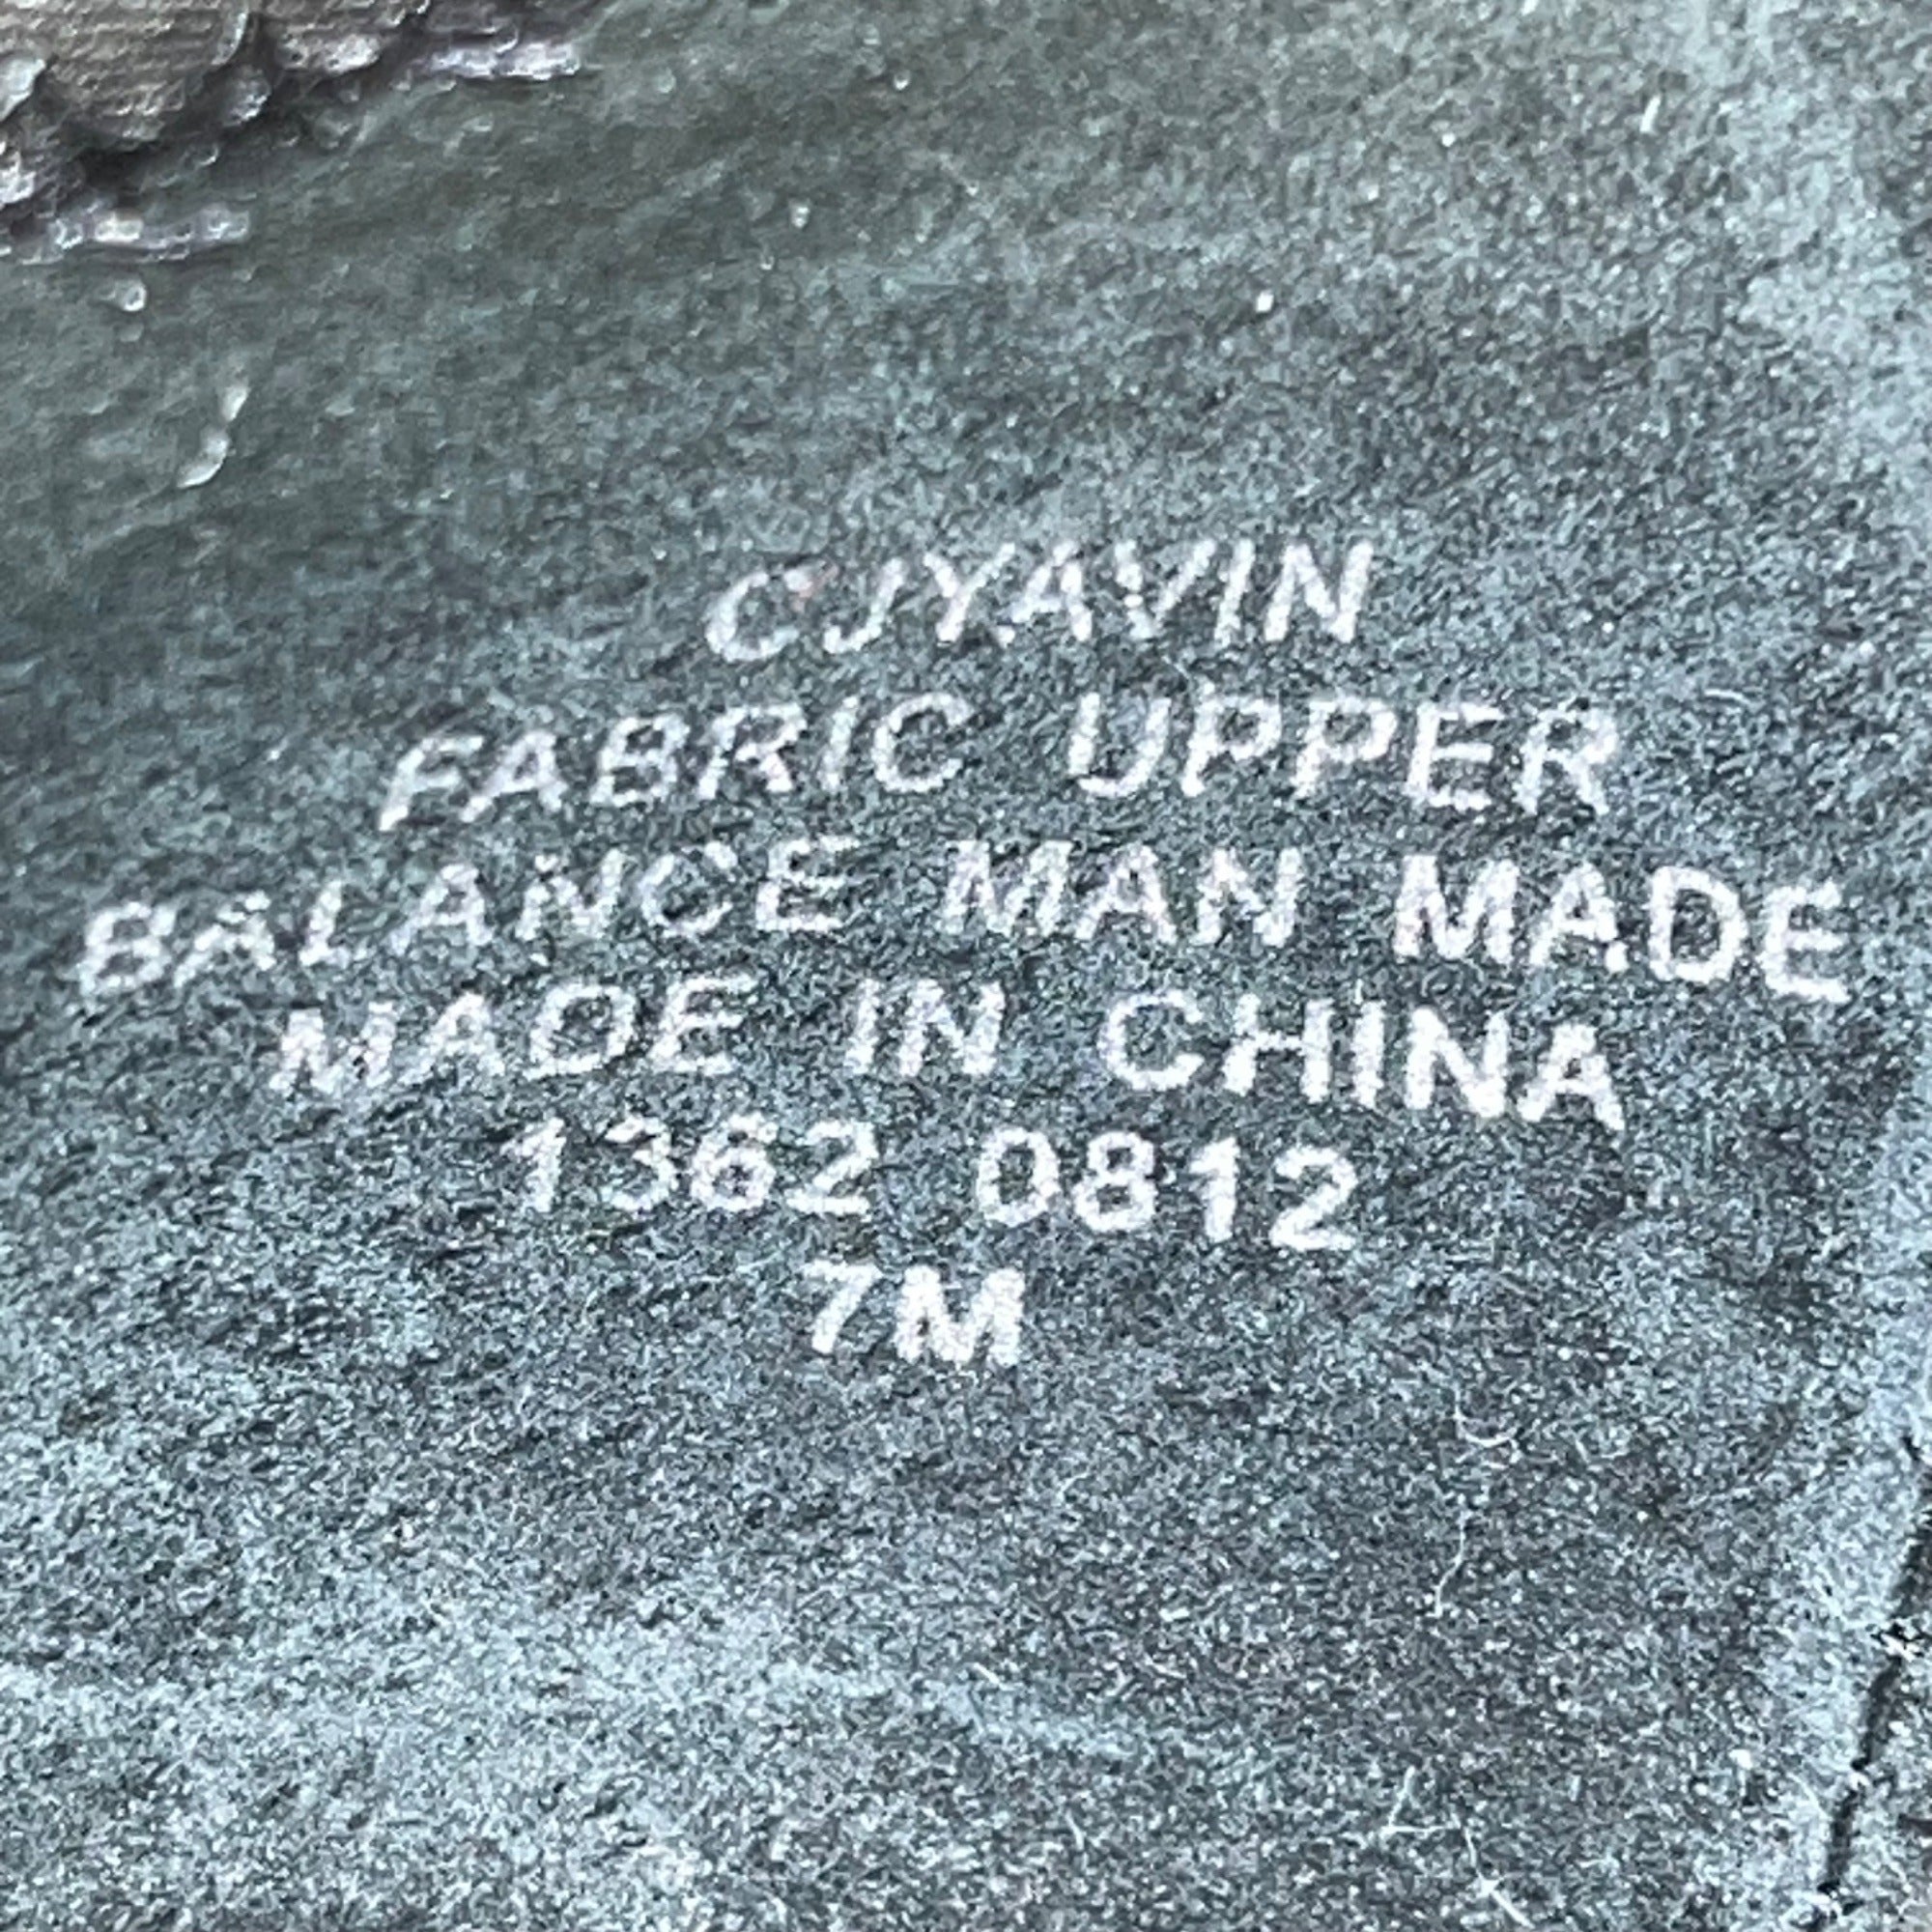 CJYAVIN
FABRIC UPPER
BALANCE MAN MADE
MADE IN CHINA
1362 0812
7M